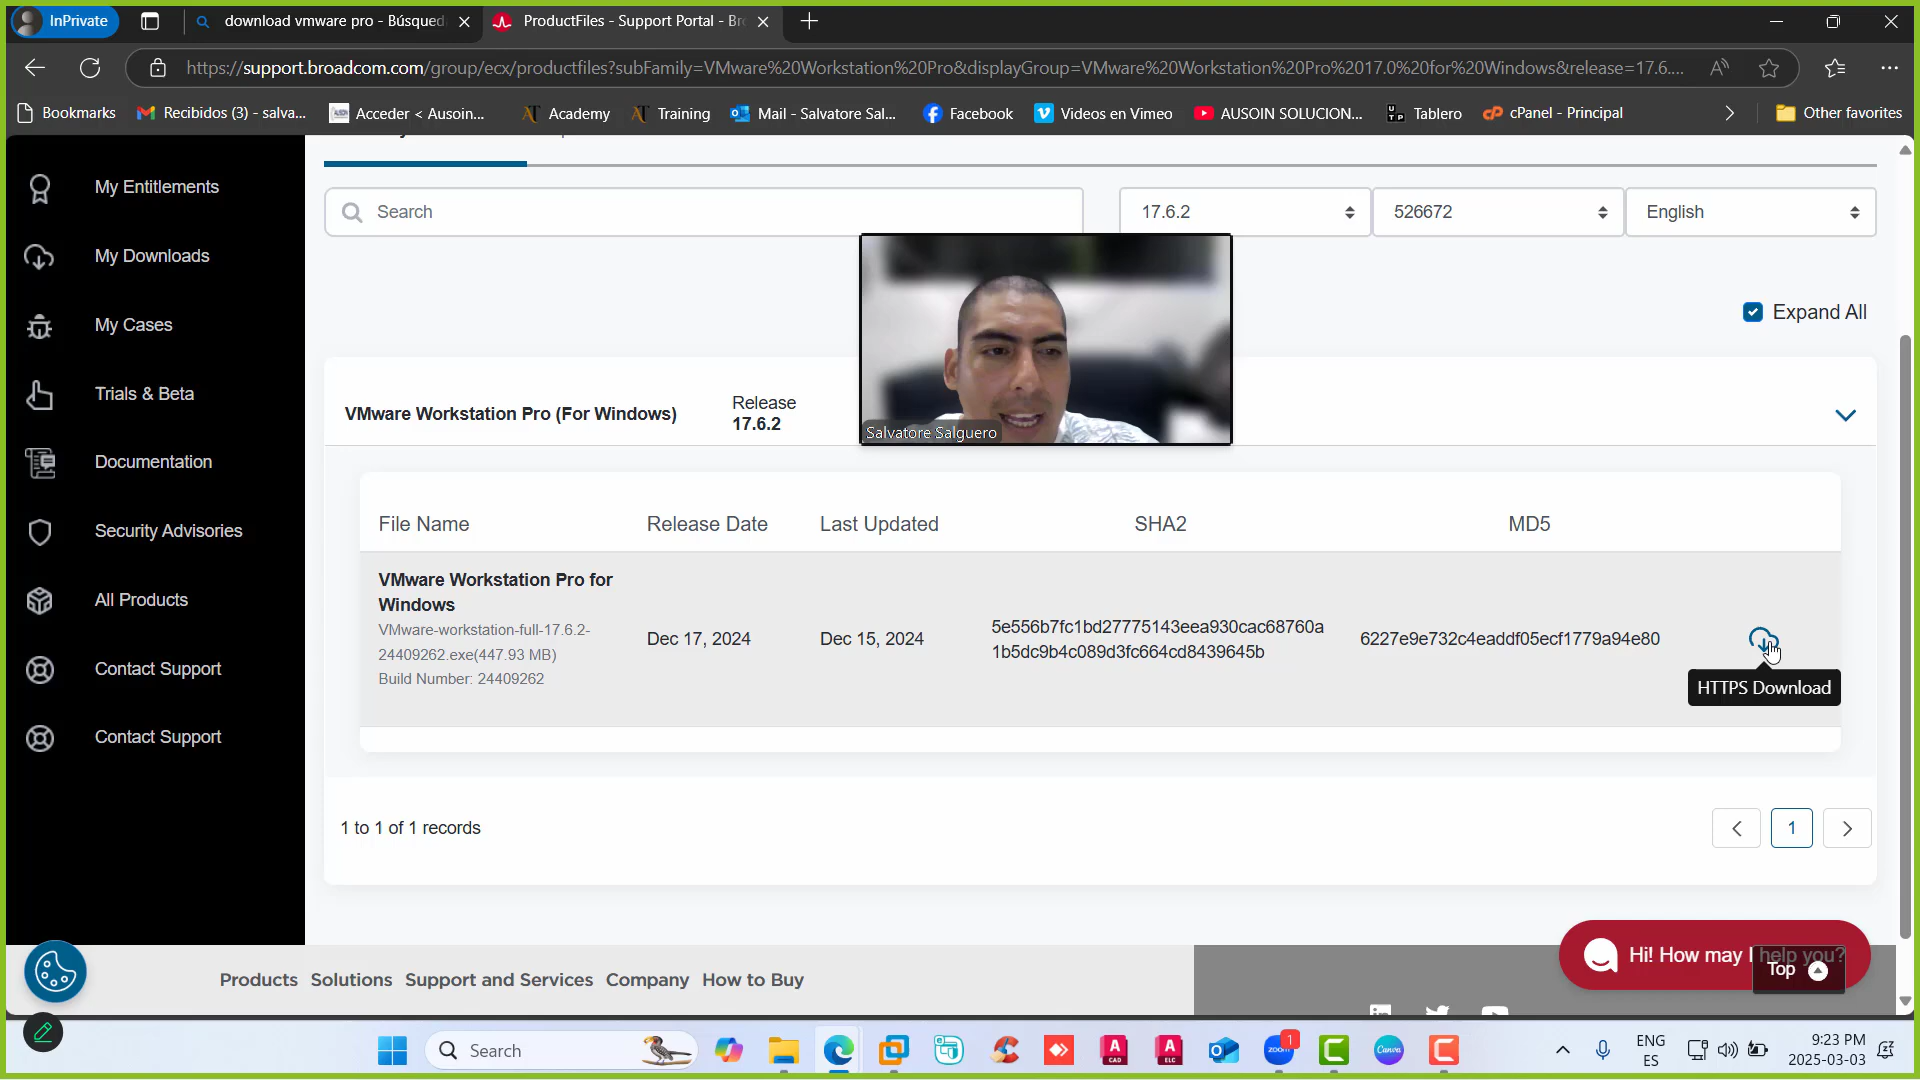 InPrivate
download vmware pro - Búsqued
ProductFiles - Support Portal - Br
https://support.broadcom.com/group/ecx/productfiles?subFamily=VMware%20Workstation%20Pro&displayGroup=VMware%20Workstation%20Pro%2017.0%20for%20Windows&release=17.6....
Bookmarks
Recibidos (3) - salva...
Acceder < Ausoin...
Academy
Training
Mail - Salvatore Sal...
Facebook
Videos en Vimeo
AUSOIN SOLUCION...
Tablero
cPanel - Principal
Other favorites
My Entitlements
My Downloads
My Cases
Trials & Beta
Documentation
Security Advisories
All Products
Contact Support
Contact Support
Search
17.6.2
526672
English
Expand All
Salvatore Salguero
VMware Workstation Pro (For Windows)
Release
17.6.2
File Name
Release Date
Last Updated
SHA2
MD5
VMware Workstation Pro for
Windows
VMware-workstation-full-17.6.2-
24409262.exe(447.93 MB)
Build Number: 24409262
Dec 17, 2024
Dec 15, 2024
5e556b7fc1bd27775143eea930cac68760a
1b5dc9b4c089d3fc664cd8439645b
6227e9e732c4eaddf05ecf1779a94e80
HTTPS Download
1 to 1 of 1 records
1
Hi! How may I help you?
Top
Products
Solutions
Support and Services
Company
How to Buy
Search
CAD
ELC
zoom
1
Canva
ENG
ES
9:23 PM
2025-03-03